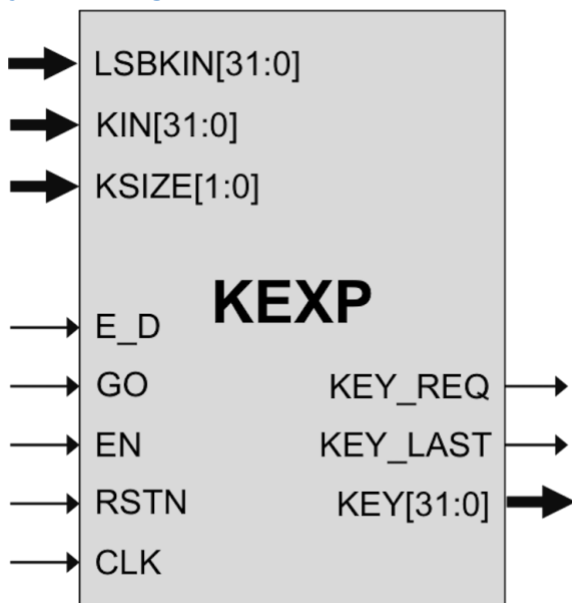 LSBKIN[31:0]
KIN[31:0]
KSIZE[1:0]
KEXP
E_D
GO
KEY_REQ
EN
KEY_LAST
RSTN
KEY[31:0]
CLK